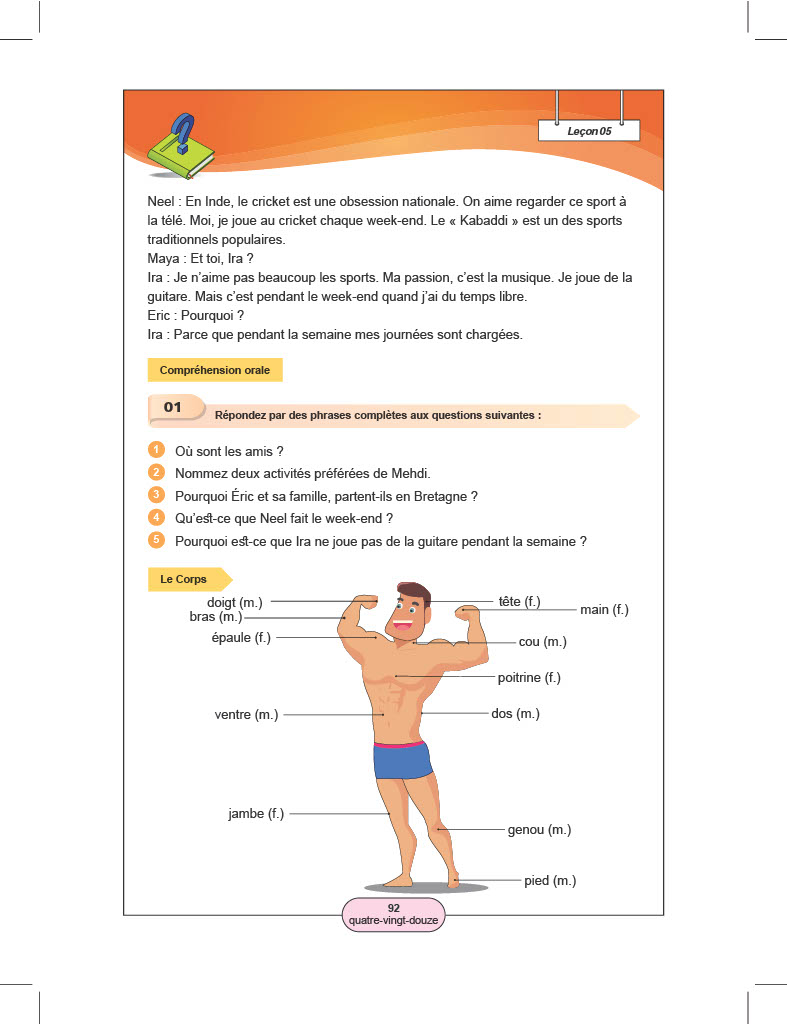 Leçon 05
Neel : En Inde, le cricket est une obsession nationale. On aime regarder ce sport à
la télé. Moi, je joue au cricket chaque week-end. Le « Kabaddi » est un des sports
traditionnels populaires.
Maya : Et toi, Ira ?
Ira : Je n’aime pas beaucoup les sports. Ma passion, c’est la musique. Je joue de la
guitare. Mais c’est pendant le week-end quand j’ai du temps libre.
Eric : Pourquoi ?
Ira : Parce que pendant la semaine mes journées sont chargées.
Compréhension orale
01
Répondez par des phrases complètes aux questions suivantes :
1 Où sont les amis ?
2 Nommez deux activités préférées de Mehdi.
3 Pourquoi Éric et sa famille, partent-ils en Bretagne ?
4 Qu’est-ce que Neel fait le week-end ?
5 Pourquoi est-ce que Ira ne joue pas de la guitare pendant la semaine ?
Le Corps
doigt (m.)
tête (f.)
main (f.)
bras (m.)
épaule (f.)
cou (m.)
poitrine (f.)
ventre (m.)
dos (m.)
jambe (f.)
genou (m.)
pied (m.)
92
quatre-vingt-douze